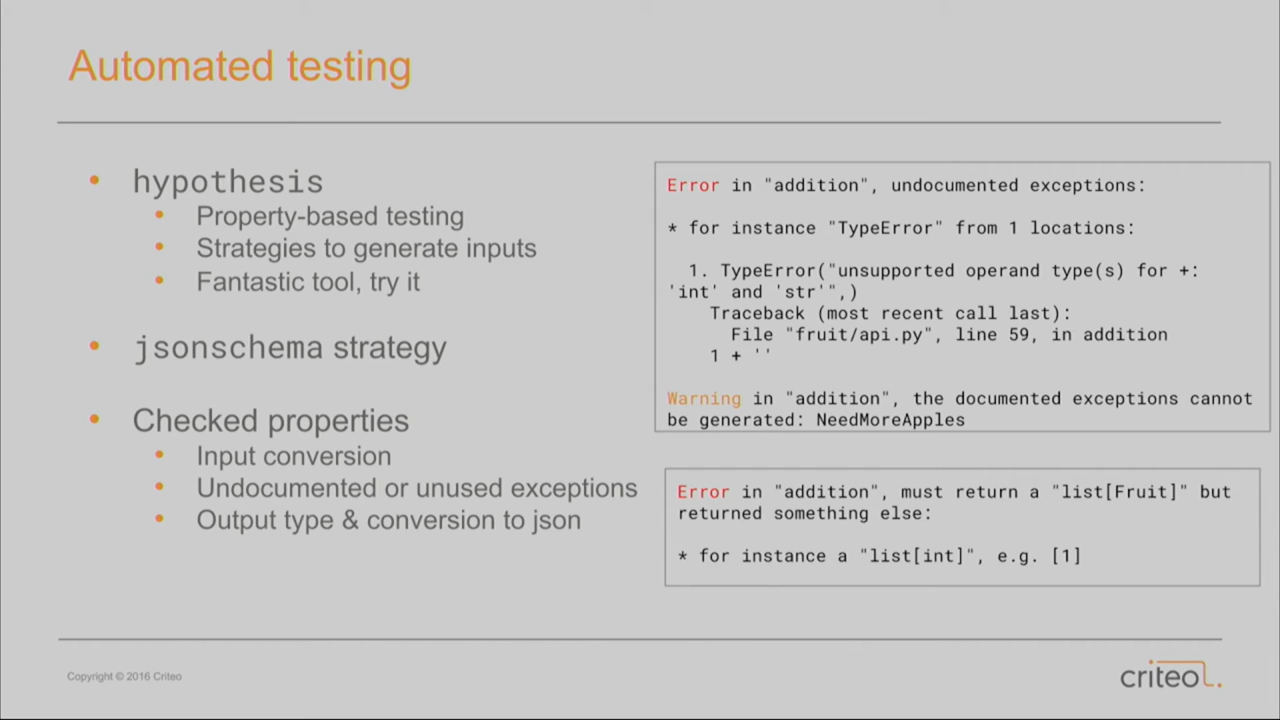 Automated testing
• hypothesis
• Property-based testing
• Strategies to generate inputs
• Fantastic tool, try it
• jsonschema strategy
• Checked properties
• Input conversion
• Undocumented or unused exceptions
• Output type & conversion to json
Error in "addition", undocumented exceptions:
* for instance "TypeError" from 1 locations:
1. TypeError("unsupported operand type(s) for +:
'int' and 'str'",)
Traceback (most recent call last):
File "fruit/api.py", line 59, in addition
1 + ''
Warning in "addition", the documented exceptions cannot
be generated: NeedMoreApples
Error in "addition", must return a "list[Fruit]" but
returned something else:
* for instance a "list[int]", e.g. [1]
Copyright © 2016 Criteo
criteo